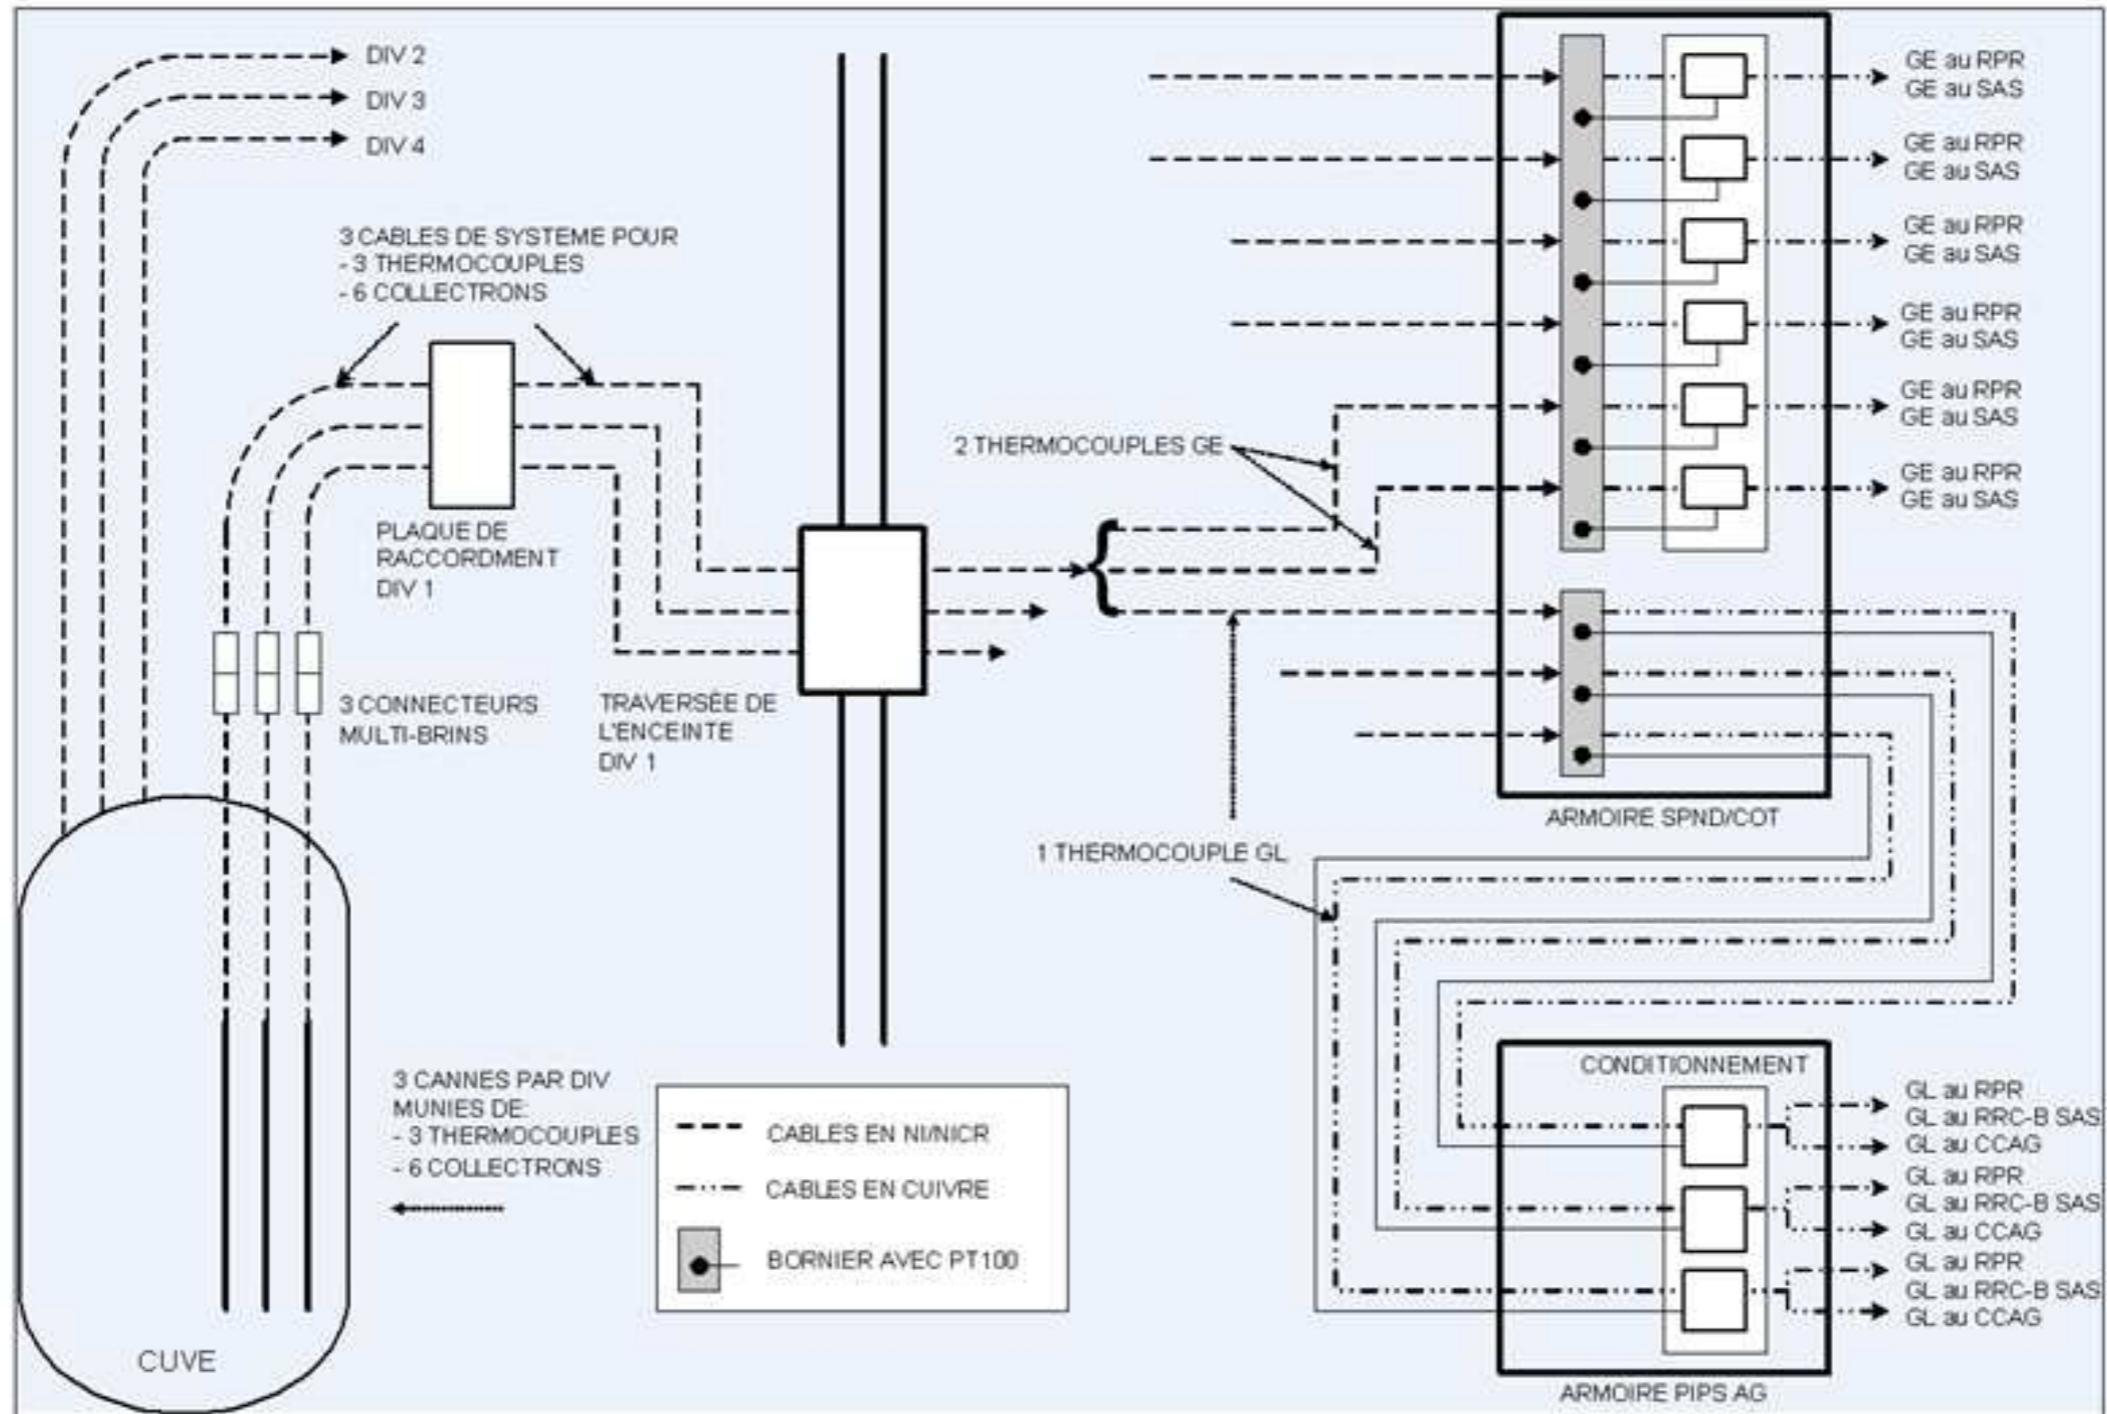 DIV 2
DIV 3
DIV 4
3 CABLES DE SYSTEME POUR
- 3 THERMOCOUPLES
- 6 COLLECTRONS
PLAQUE DE
RACCORDMENT
DIV 1
3 CONNECTEURS
MULTI-BRINS
TRAVERSÉE DE
L'ENCEINTE
DIV 1
2 THERMOCOUPLES GE
1 THERMOCOUPLE GL
GE au RPR
GE au SAS
GE au RPR
GE au SAS
GE au RPR
GE au SAS
GE au RPR
GE au SAS
GE au RPR
GE au SAS
GE au RPR
GE au SAS
ARMOIRE SPND/COT
3 CANNES PAR DIV
MUNIES DE:
- 3 THERMOCOUPLES
- 6 COLLECTRONS
CUVE
CABLES EN NI/NICR
CABLES EN CUIVRE
BORNIER AVEC PT100
CONDITIONNEMENT
GL au RPR
GL au RRC-B SAS
GL au CCAG
GL au RPR
GL au RRC-B SAS
GL au CCAG
GL au RPR
GL au RRC-B SAS
GL au CCAG
ARMOIRE PIPS AG